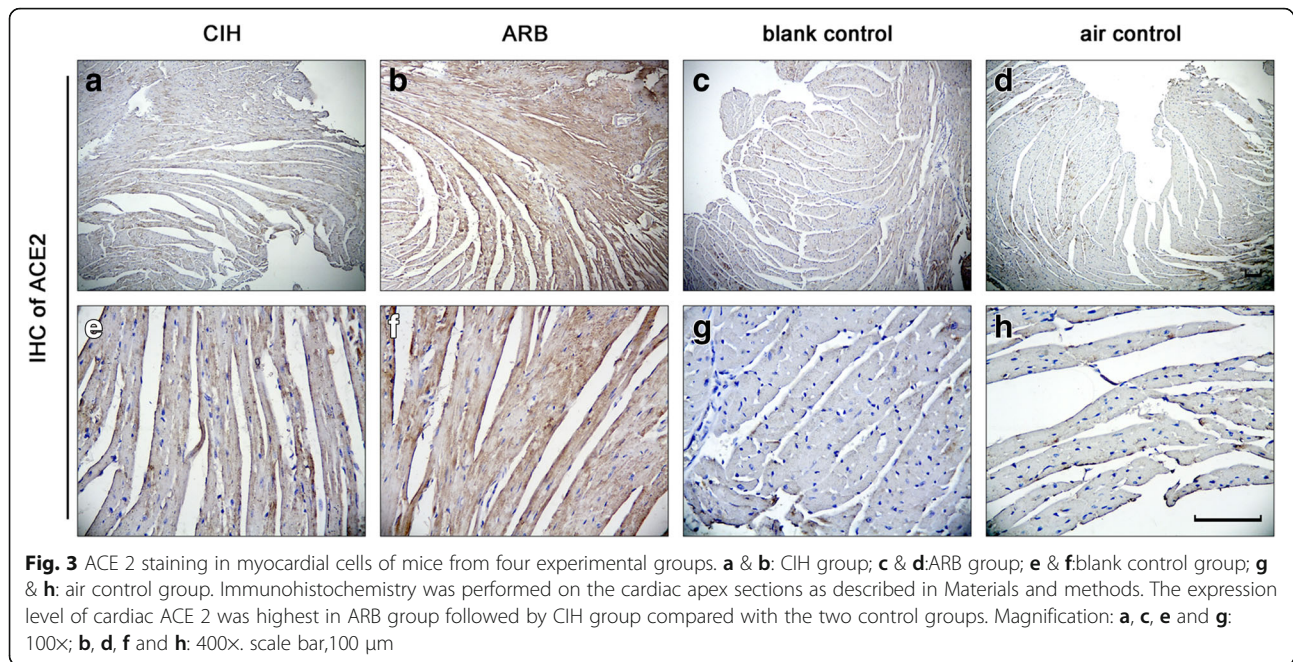 CIH ARB blank control air control
a b c d
IHC of ACE2
e f g h
Fig. 3 ACE 2 staining in myocardial cells of mice from four experimental groups. a & b: CIH group; c & d:ARB group; e & f:blank control group; g
& h: air control group. Immunohistochemistry was performed on the cardiac apex sections as described in Materials and methods. The expression
level of cardiac ACE 2 was highest in ARB group followed by CIH group compared with the two control groups. Magnification: a, c, e and g:
100×; b, d, f and h: 400×. scale bar,100 μm